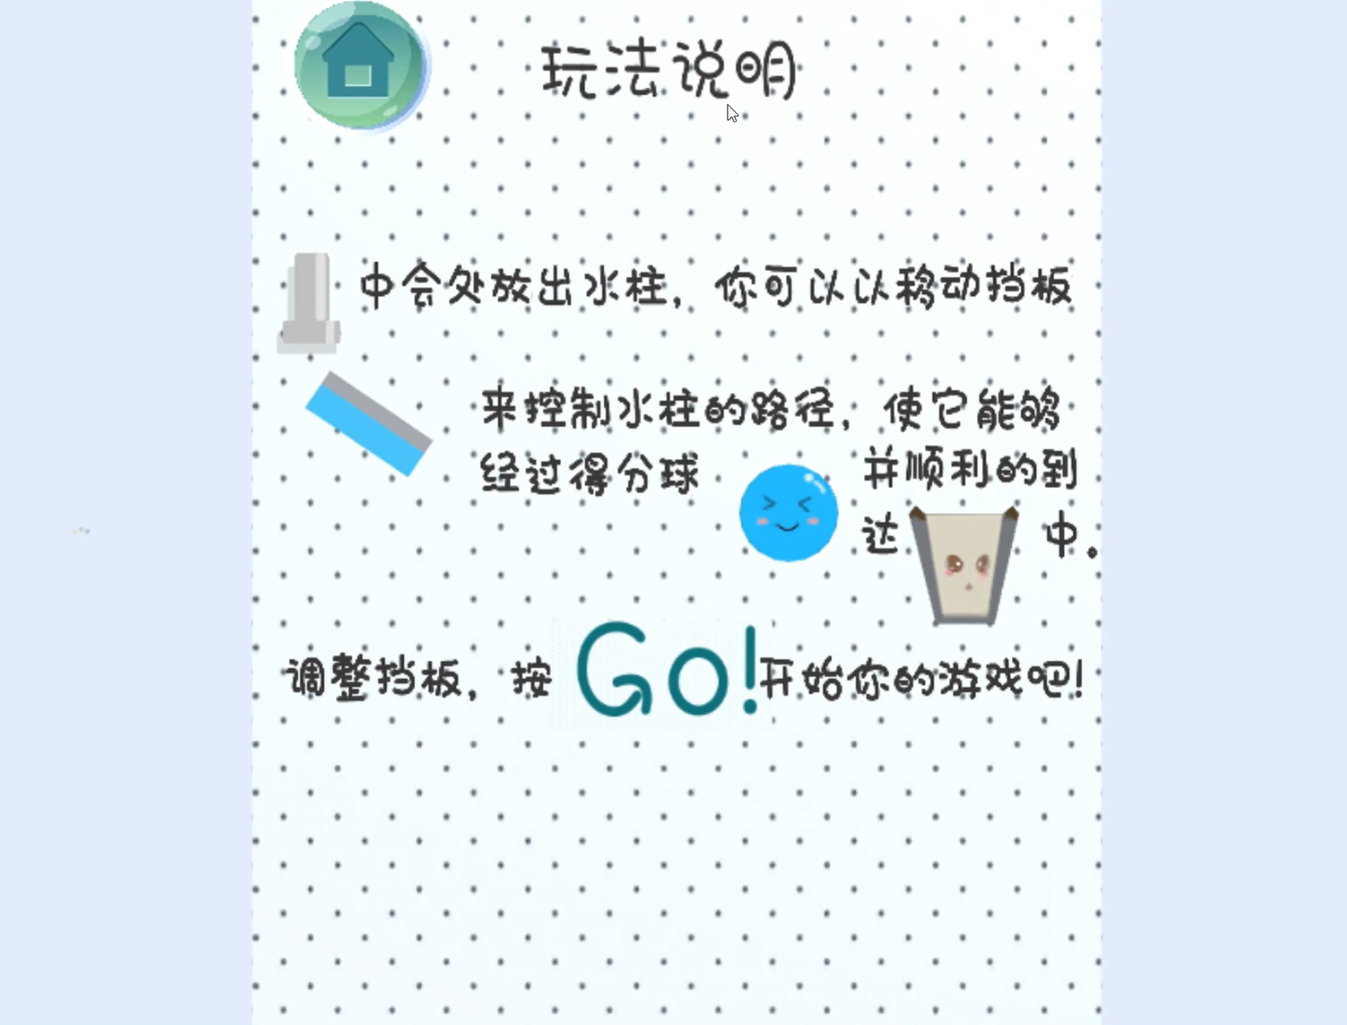 玩法说明
中会处放出水柱，你可以以移动挡板
来控制水柱的路径，使它能够
经过得分球
并顺利的到
达
中。
调整挡板，按 Go! 开始你的游戏吧!